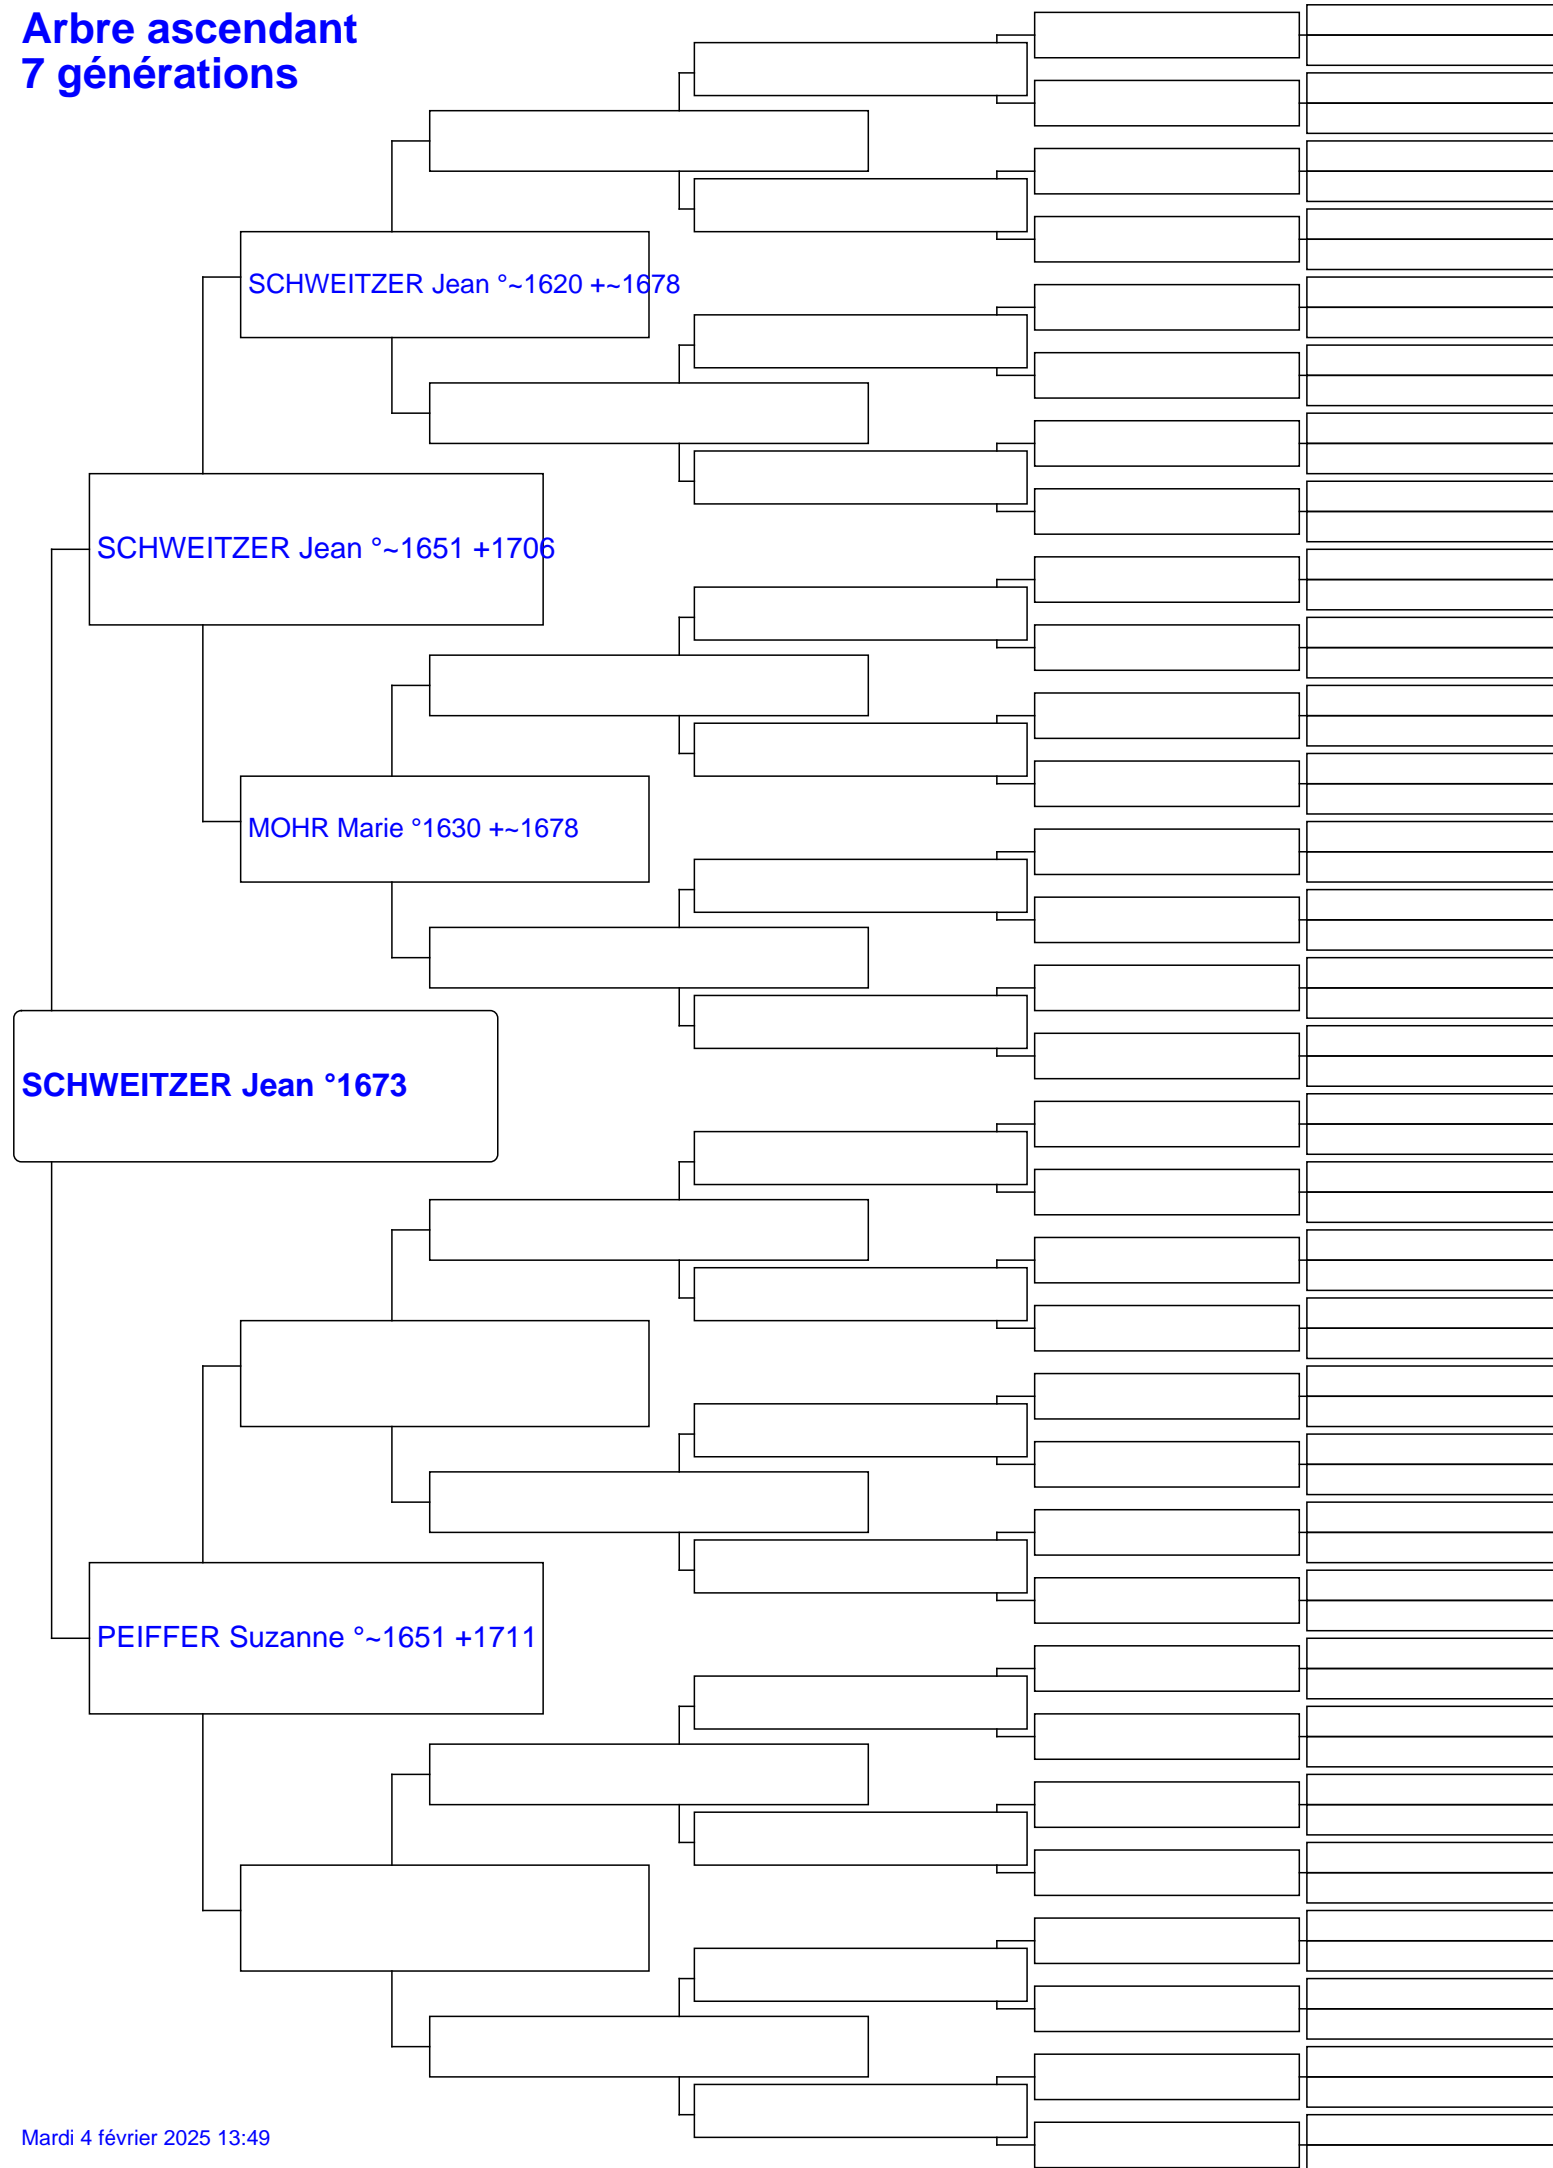 Arbre ascendant
7 générations
SCHWEITZER Jean °~1620 +~1678
SCHWEITZER Jean °~1651 +1706
MOHR Marie °1630 +~1678
SCHWEITZER Jean °1673
PEIFFER Suzanne °~1651 +1711
Mardi 4 février 2025 13:49